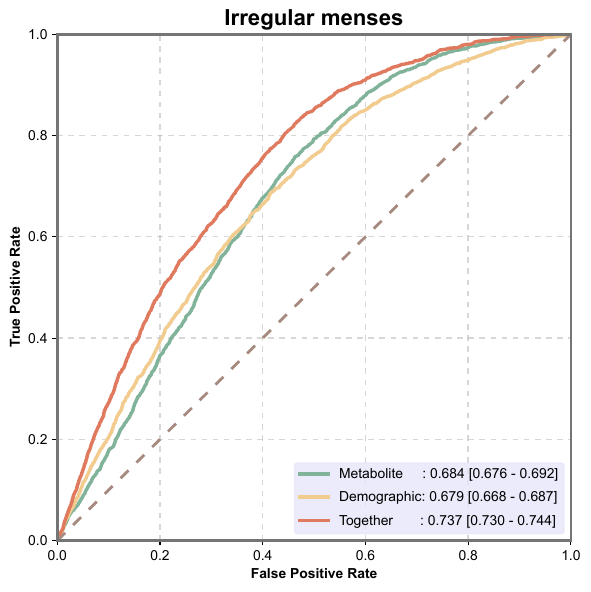 Irregular menses
1.0
0.8
0.6
0.4
0.2
0.0
True Positive Rate
Metabolite : 0.684 [0.676 - 0.692]
Demographic: 0.679 [0.668 - 0.687]
Together : 0.737 [0.730 - 0.744]
0.0 0.2 0.4 0.6 0.8 1.0
False Positive Rate